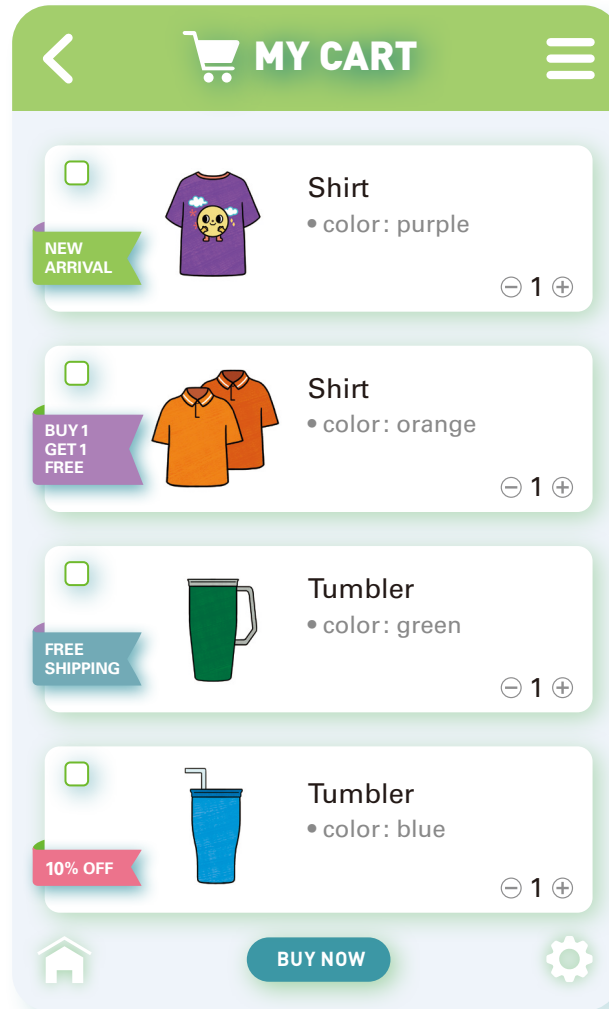 MY CART
Shirt
• color: purple
NEW
ARRIVAL
1
Shirt
• color: orange
BUY 1
GET 1
FREE
1
Tumbler
• color: green
FREE
SHIPPING
1
Tumbler
• color: blue
10% OFF
1
BUY NOW